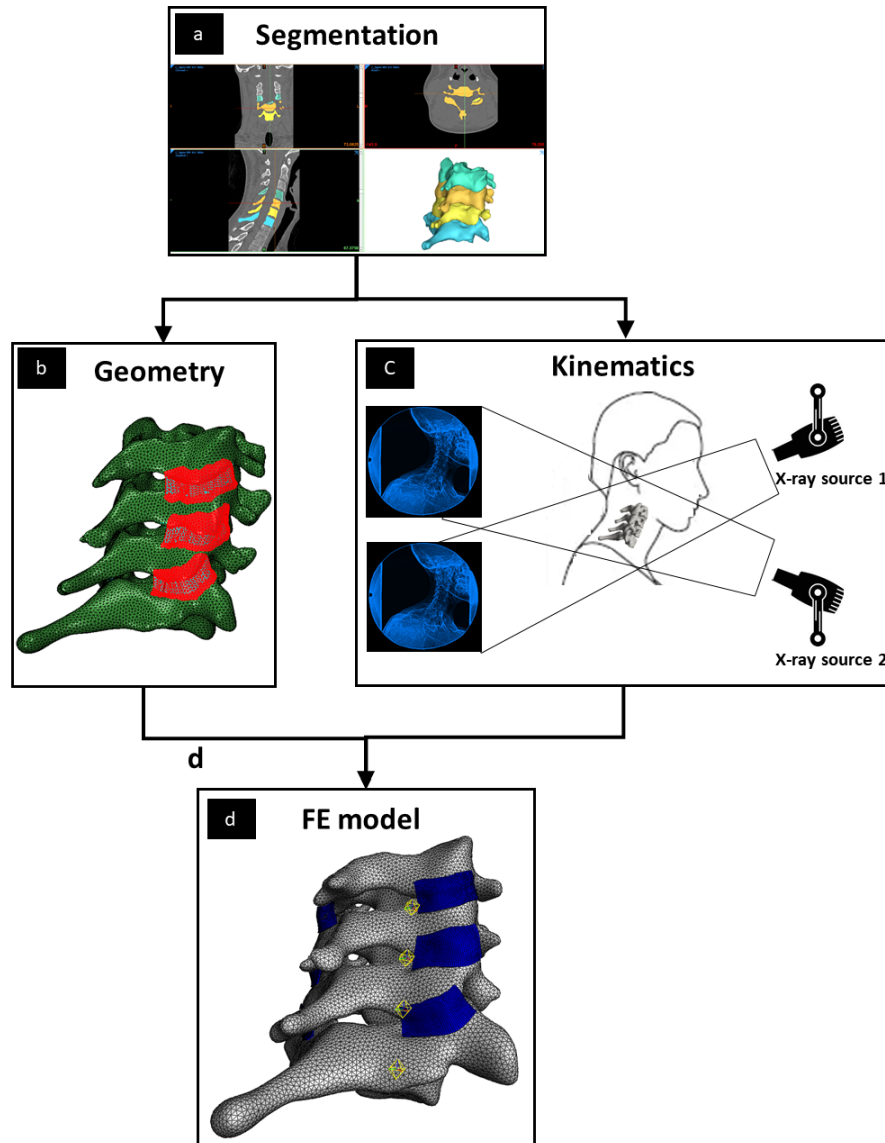 a
Segmentation
b
Geometry
C
Kinematics
X-ray source 1
X-ray source 2
d
d
FE model